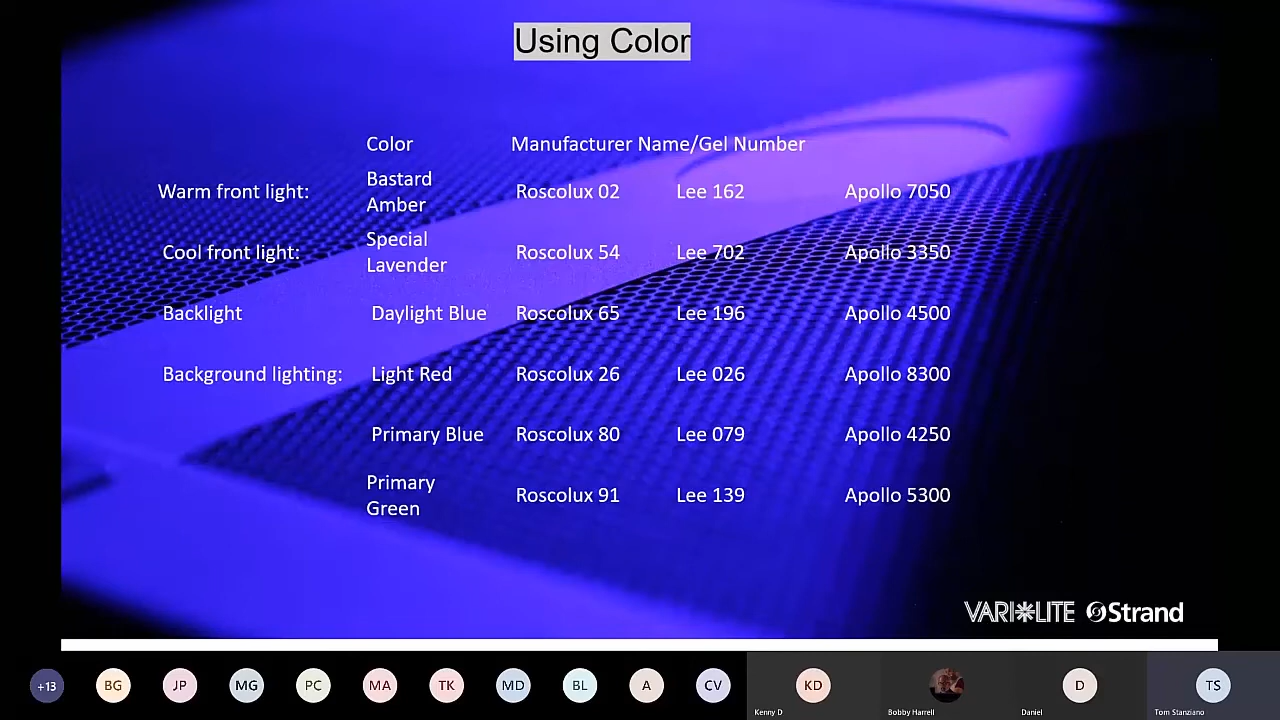 Using Color
Color Manufacturer Name/Gel Number
Warm front light: Bastard Amber Roscolux 02 Lee 162 Apollo 7050
Cool front light: Special Lavender Roscolux 54 Lee 702 Apollo 3350
Backlight Daylight Blue Roscolux 65 Lee 196 Apollo 4500
Background lighting: Light Red Roscolux 26 Lee 026 Apollo 8300
Primary Blue Roscolux 80 Lee 079 Apollo 4250
Primary Green Roscolux 91 Lee 139 Apollo 5300
VARI*LITE Strand
+13 BG JP MG PC MA TK MD BL A CV KD D TS
Kenny D Bobby Harrell Daniel Tom Stanziano